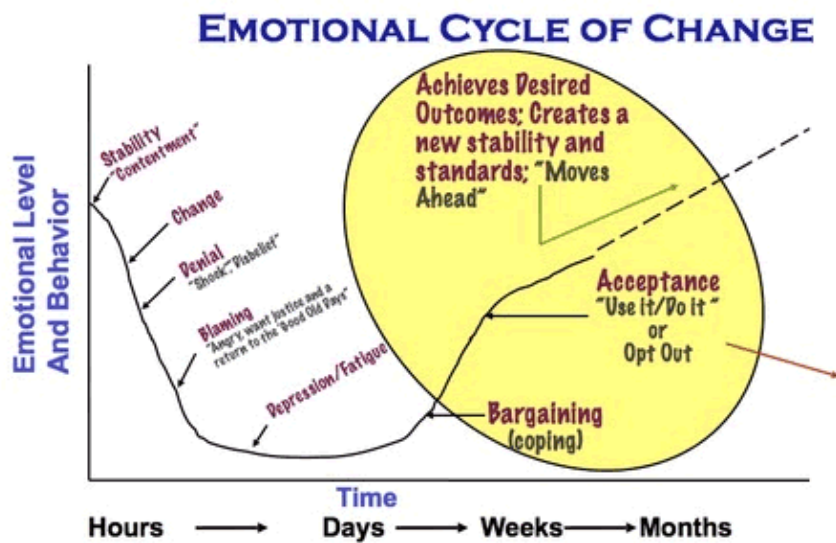 EMOTIONAL CYCLE OF CHANGE
Emotional Level
And Behavior
Stability
"Contentment"
Change
Denial
"Shock", Disbelief"
Blaming
"Angry, want justice and a
return to the 'Good Old Days"
Depression/Fatigue
Achieves Desired
Outcomes; Creates a
new stability and
standards; "Moves
Ahead"
Acceptance
"Use it/Do it "
or
Opt Out
Bargaining
(coping)
Time
Hours Days Weeks Months